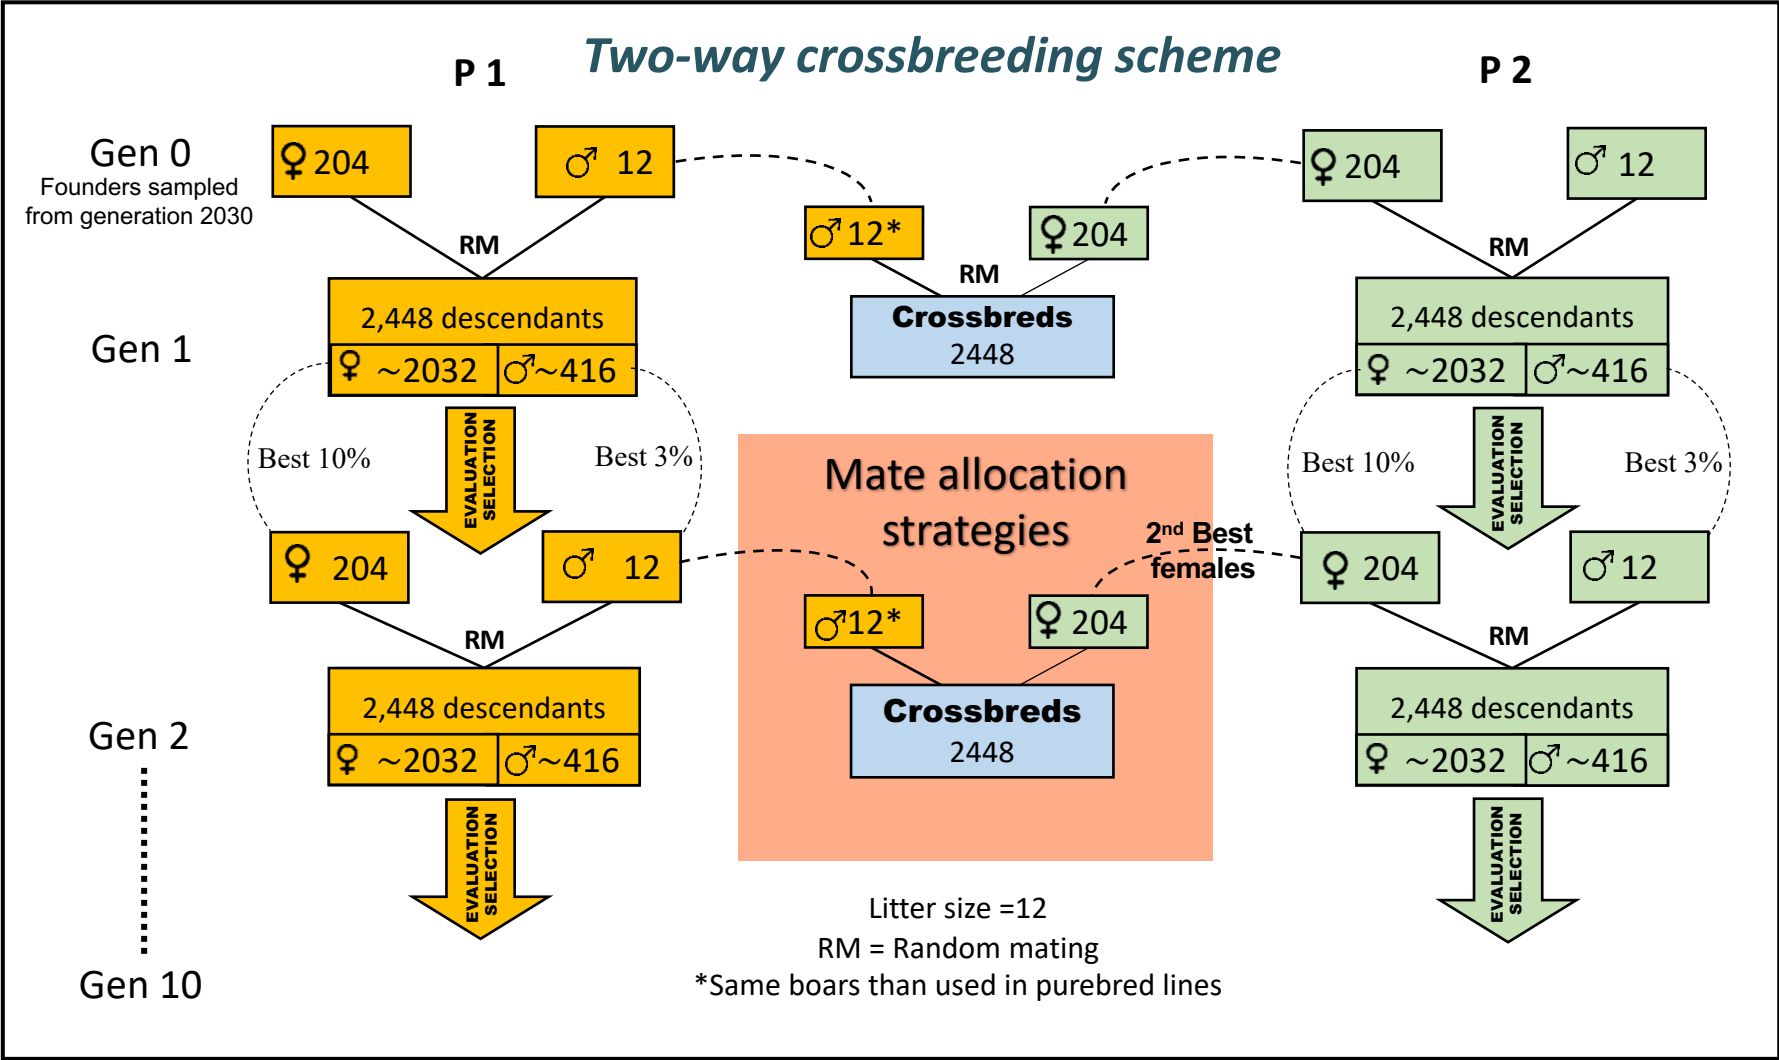 Two-way crossbreeding scheme
P 1
P 2
Gen 0
Founders sampled
from generation 2030
♀ 204
♂ 12
♀ 204
♂ 12
♂12*
♀ 204
RM
RM
RM
Gen 1
2,448 descendants
♀ ~2032
♂~416
Crossbreds
2448
2,448 descendants
♀ ~2032
♂~416
Best 10%
EVALUATION
SELECTION
Best 3%
Best 10%
EVALUATION
SELECTION
Best 3%
Mate allocation
strategies
2nd Best
females
♀ 204
♂ 12
♀ 204
♂ 12
♂12*
♀ 204
RM
RM
Gen 2
2,448 descendants
♀ ~2032
♂~416
Crossbreds
2448
2,448 descendants
♀ ~2032
♂~416
EVALUATION
SELECTION
EVALUATION
SELECTION
Gen 10
Litter size =12
RM = Random mating
*Same boars than used in purebred lines